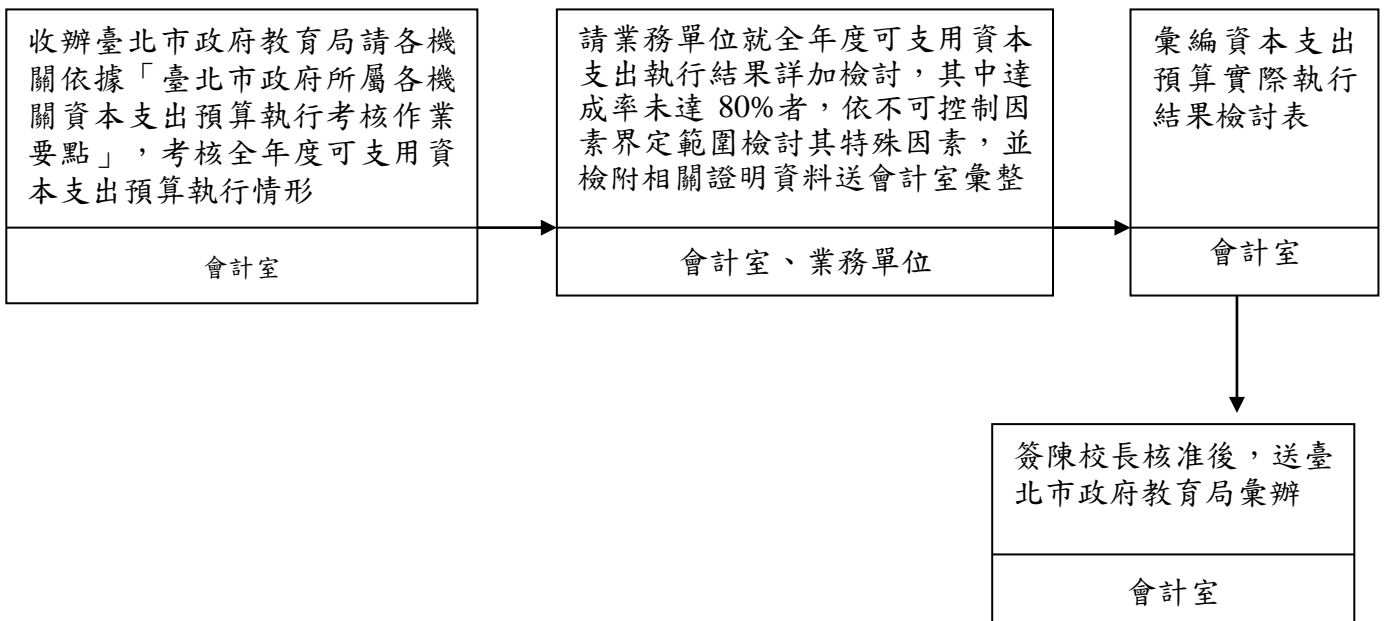 收辦臺北市政府教育局請各機
關依據「臺北市政府所屬各機
關資本支出預算執行考核作業
要點」，考核全年度可支用資
本支出預算執行情形
會計室
請業務單位就全年度可支用資本
支出執行結果詳加檢討，其中達
成率未達 80%者，依不可控制因
素界定範圍檢討其特殊因素，並
檢附相關證明資料送會計室彙整
會計室、業務單位
彙編資本支出
預算實際執行
結果檢討表
會計室
簽陳校長核准後，送臺
北市政府教育局彙辦
會計室